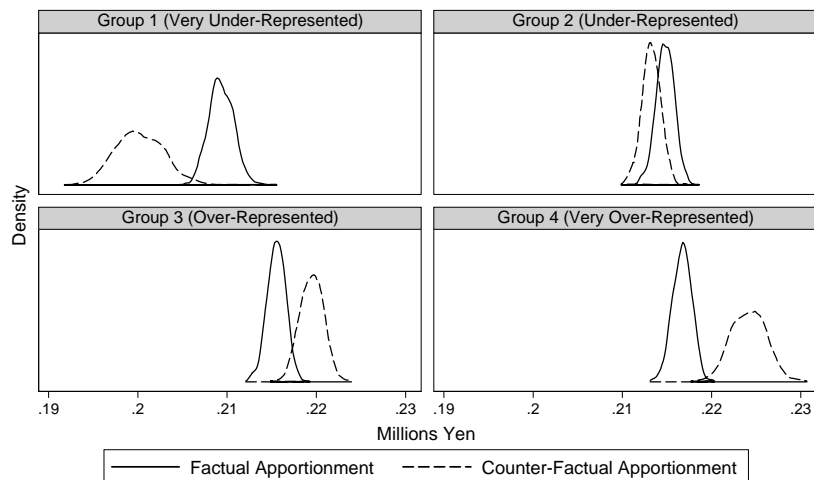 Group 1 (Very Under-Represented)
Group 2 (Under-Represented)
Group 3 (Over-Represented)
Group 4 (Very Over-Represented)
Density
.19 .2 .21 .22 .23
.19 .2 .21 .22 .23
Millions Yen
Factual Apportionment
Counter-Factual Apportionment